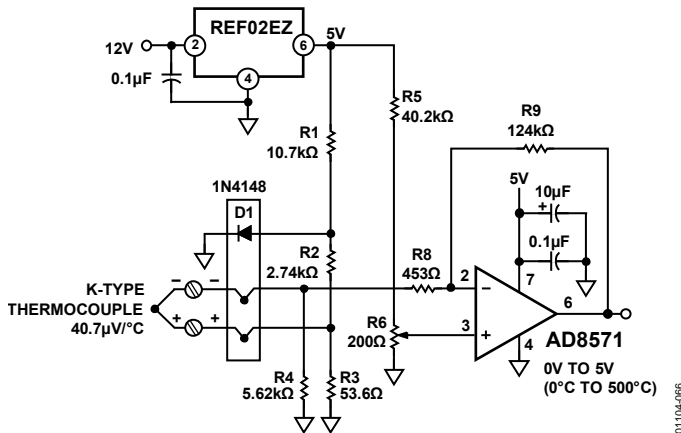 REF02EZ
12V
2
6
5V
4
0.1µF
R5
40.2kΩ
R9
124kΩ
R1
10.7kΩ
1N4148
D1
5V
10µF
+
0.1µF
R2
2.74kΩ
R8
453Ω
K-TYPE
THERMOCOUPLE
40.7µV/°C
– –
+ +
2
–
7
6
3
+
4
R6
200Ω
AD8571
0V TO 5V
(0°C TO 500°C)
R4
5.62kΩ
R3
53.6Ω
01104-066